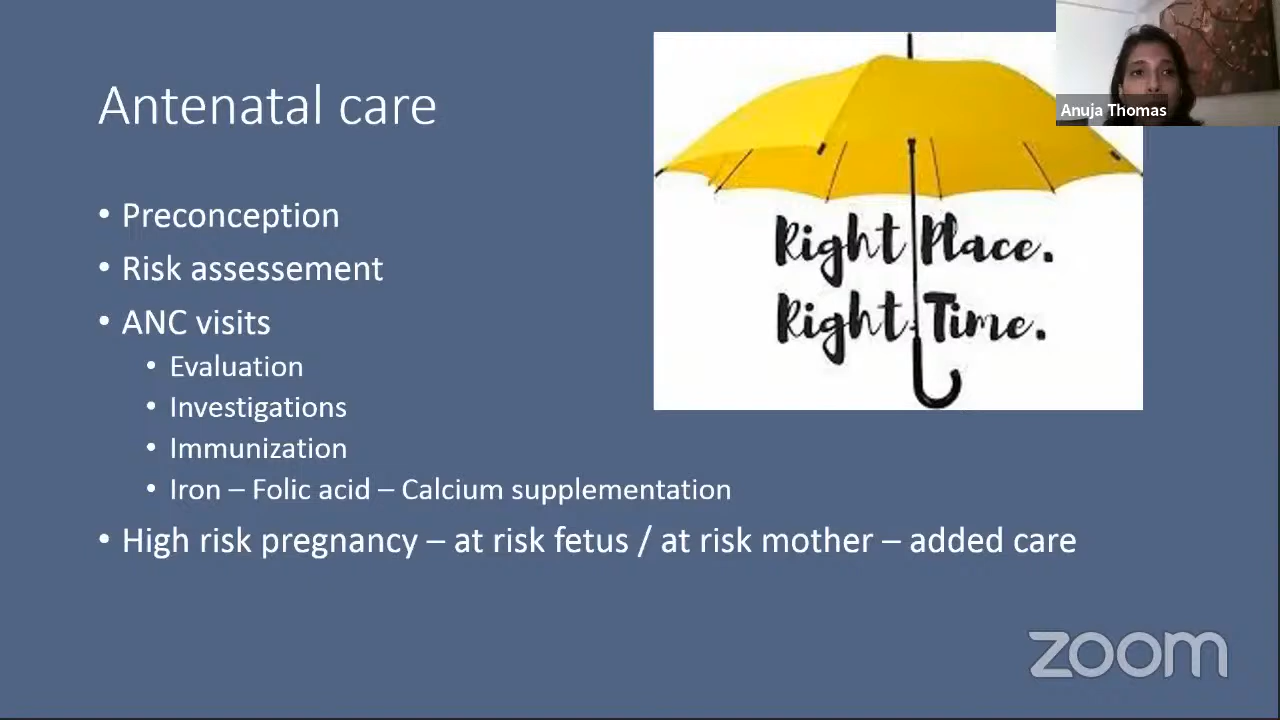 Antenatal care
• Preconception
• Risk assessement
• ANC visits
• Evaluation
• Investigations
• Immunization
• Iron – Folic acid – Calcium supplementation
• High risk pregnancy – at risk fetus / at risk mother – added care
Right Place.
Right Time.
Anuja Thomas
zoom